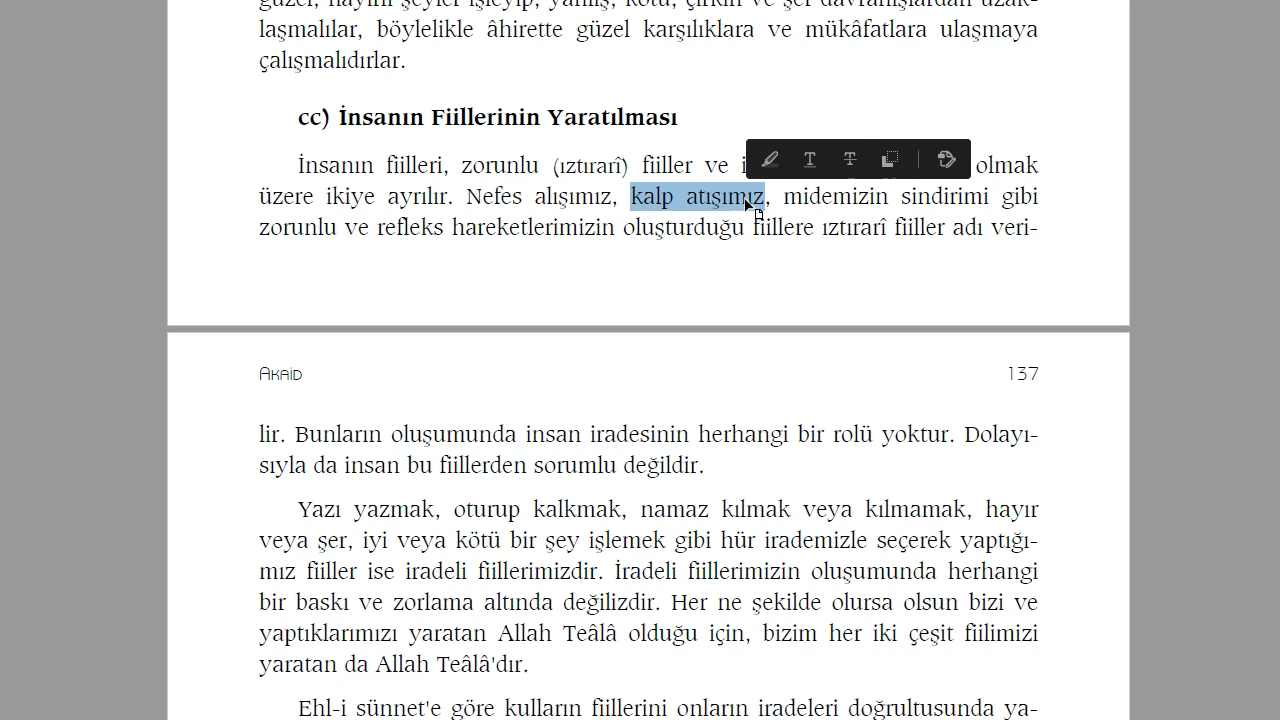 laşmalılar, böylelikle âhirette güzel karşılıklara ve mükâfatlara ulaşmaya
çalışmalıdırlar.
cc) İnsanın Fiillerinin Yaratılması
İnsanın fiilleri, zorunlu (ıztırarî) fiiller ve olmak
üzere ikiye ayrılır. Nefes alışımız, kalp atışımız, midemizin sindirimi gibi
zorunlu ve refleks hareketlerimizin oluşturduğu fiillere ıztırarî fiiller adı veri-
Akaid 137
lir. Bunların oluşumunda insan iradesinin herhangi bir rolü yoktur. Dolayı-
sıyla da insan bu fiillerden sorumlu değildir.
Yazı yazmak, oturup kalkmak, namaz kılmak veya kılmamak, hayır
veya şer, iyi veya kötü bir şey işlemek gibi hür irademizle seçerek yaptığı-
mız fiiller ise iradeli fiillerimizdir. İradeli fiillerimizin oluşumunda herhangi
bir baskı ve zorlama altında değilizdir. Her ne şekilde olursa olsun bizi ve
yaptıklarımızı yaratan Allah Teâlâ olduğu için, bizim her iki çeşit fiilimizi
yaratan da Allah Teâlâ'dır.
Ehl-i sünnet'e göre kulların fiillerini onların iradeleri doğrultusunda ya-